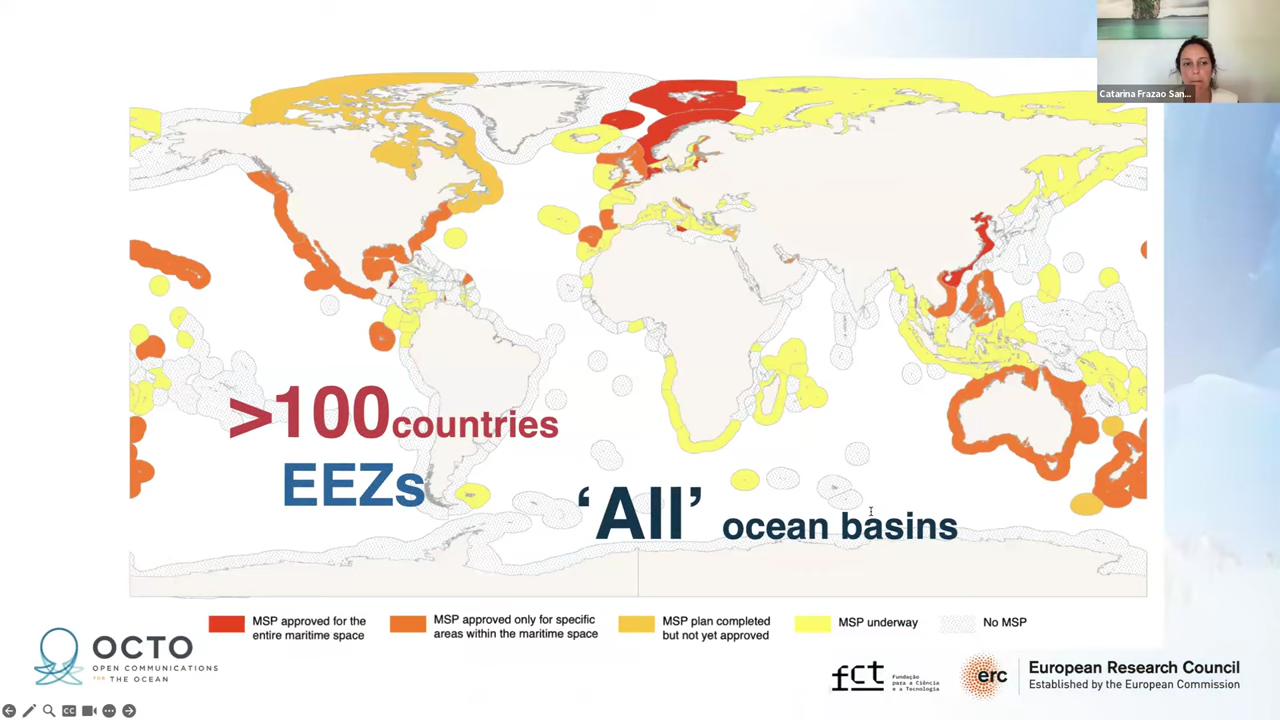 Catarina Frazao San...
>100countries
EEZs
‘All’ ocean basins
MSP approved for the
entire maritime space
MSP approved only for specific
areas within the maritime space
MSP plan completed
but not yet approved
MSP underway
No MSP
OCTO
OPEN COMMUNICATIONS
FOR THE OCEAN
fct
Fundação
para a Ciência
e a Tecnologia
erc
European Research Council
Established by the European Commission
CC